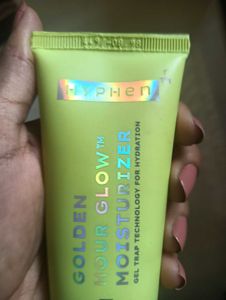 HYPHEN
GOLDEN
HOUR GLOW™
MOISTURIZER
GEL TRAP TECHNOLOGY FOR HYDRATION